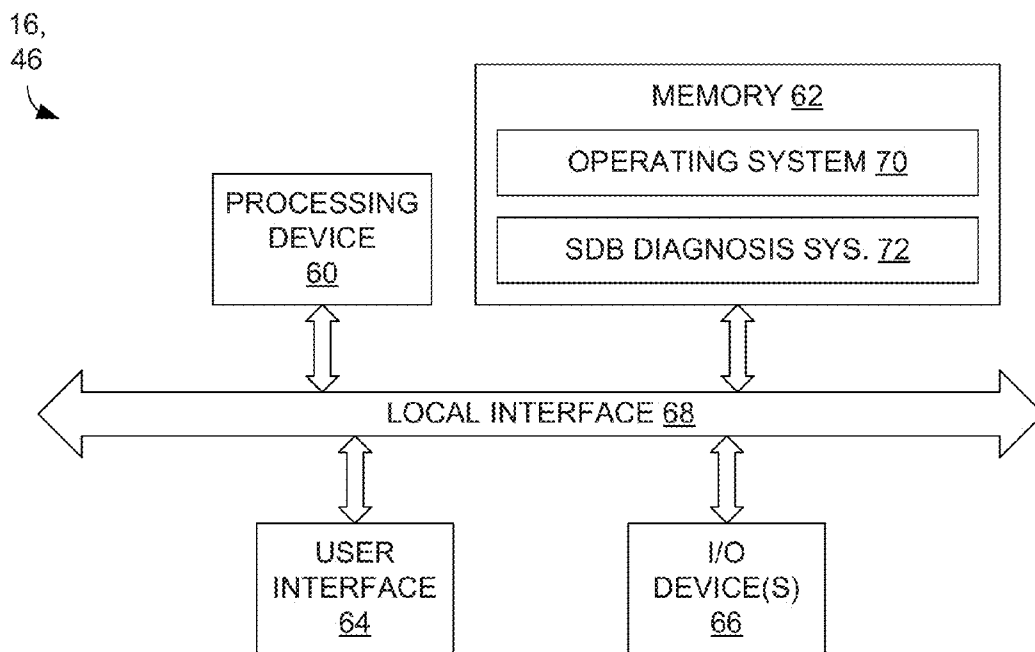 16,
46
MEMORY 62
OPERATING SYSTEM 70
SDB DIAGNOSIS SYS. 72
PROCESSING
DEVICE
60
LOCAL INTERFACE 68
USER
INTERFACE
64
I/O
DEVICE(S)
66